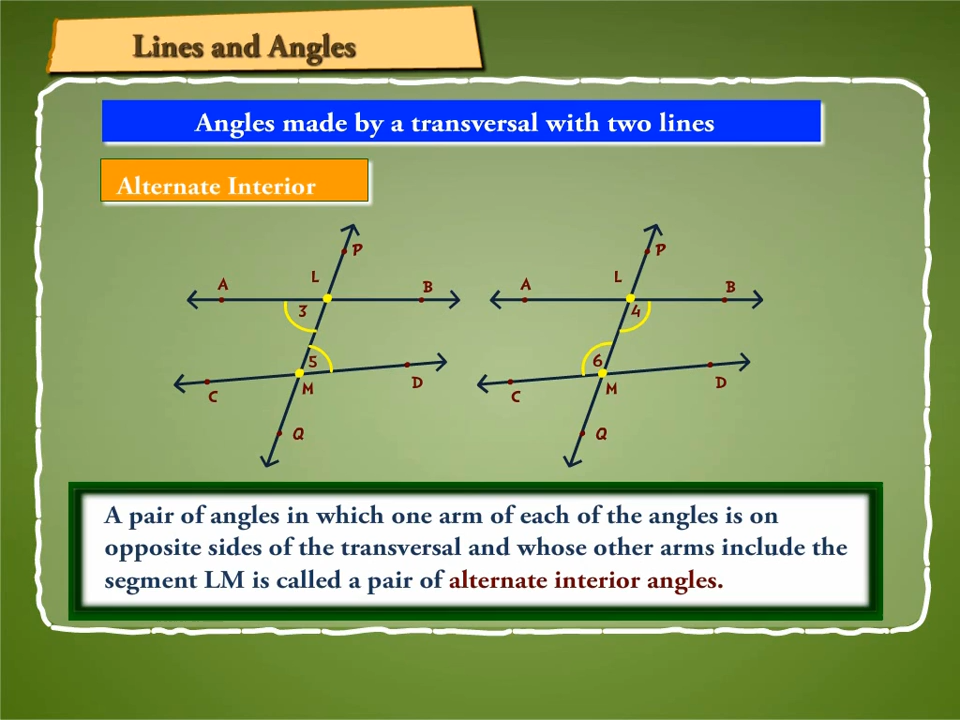 Lines and Angles
Angles made by a transversal with two lines
Alternate Interior
P P
L L
A B A B
3 4
5 6
M D M D
C C
Q Q
A pair of angles in which one arm of each of the angles is on
opposite sides of the transversal and whose other arms include the
segment LM is called a pair of alternate interior angles.